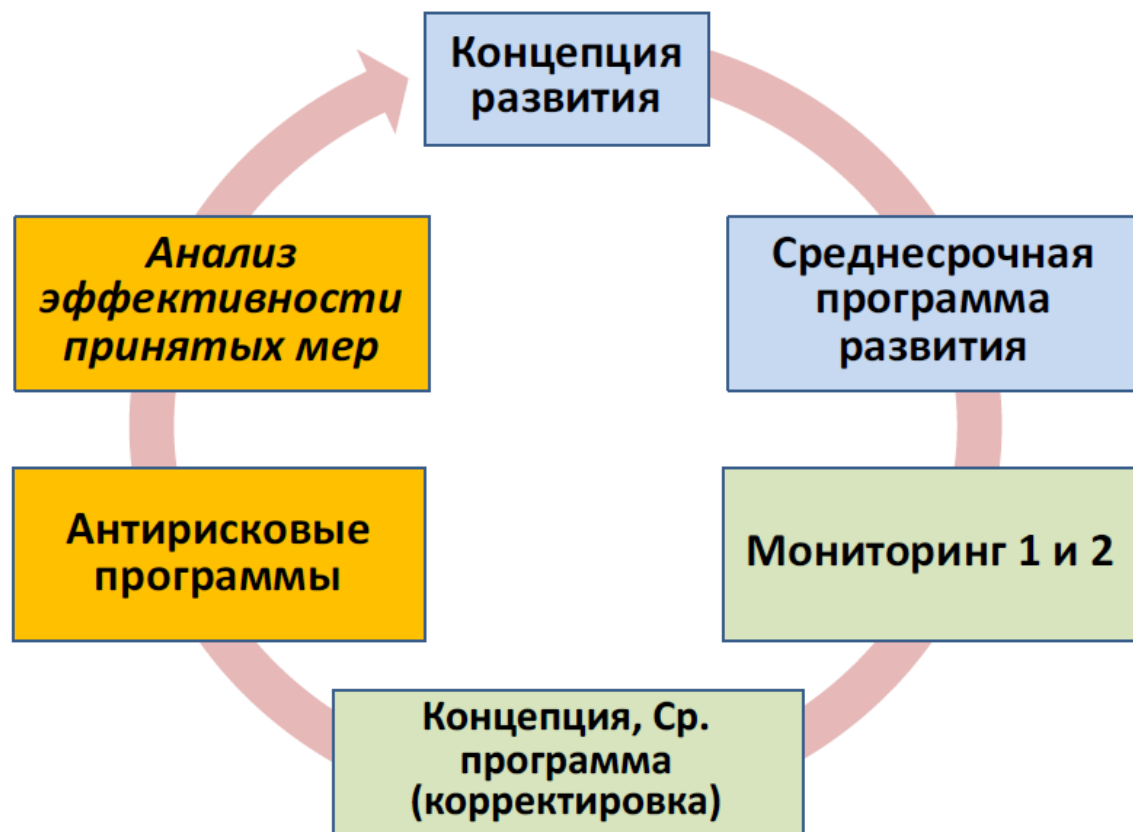 Концепция
развития
Среднесрочная
программа
развития
Мониторинг 1 и 2
Концепция, Ср.
программа
(корректировка)
Антирисковые
программы
Анализ
эффективности
принятых мер